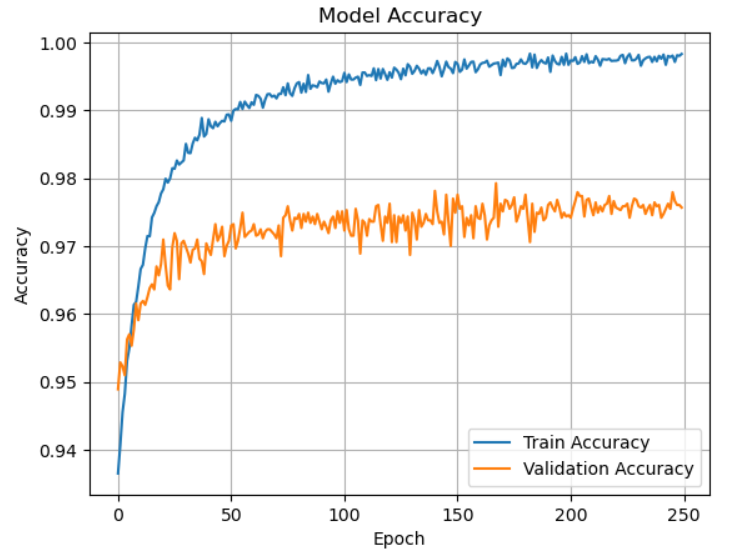 Model Accuracy
1.00
0.99
0.98
0.97
0.96
0.95
0.94
Accuracy
0
50
100
150
200
250
Epoch
Train Accuracy
Validation Accuracy